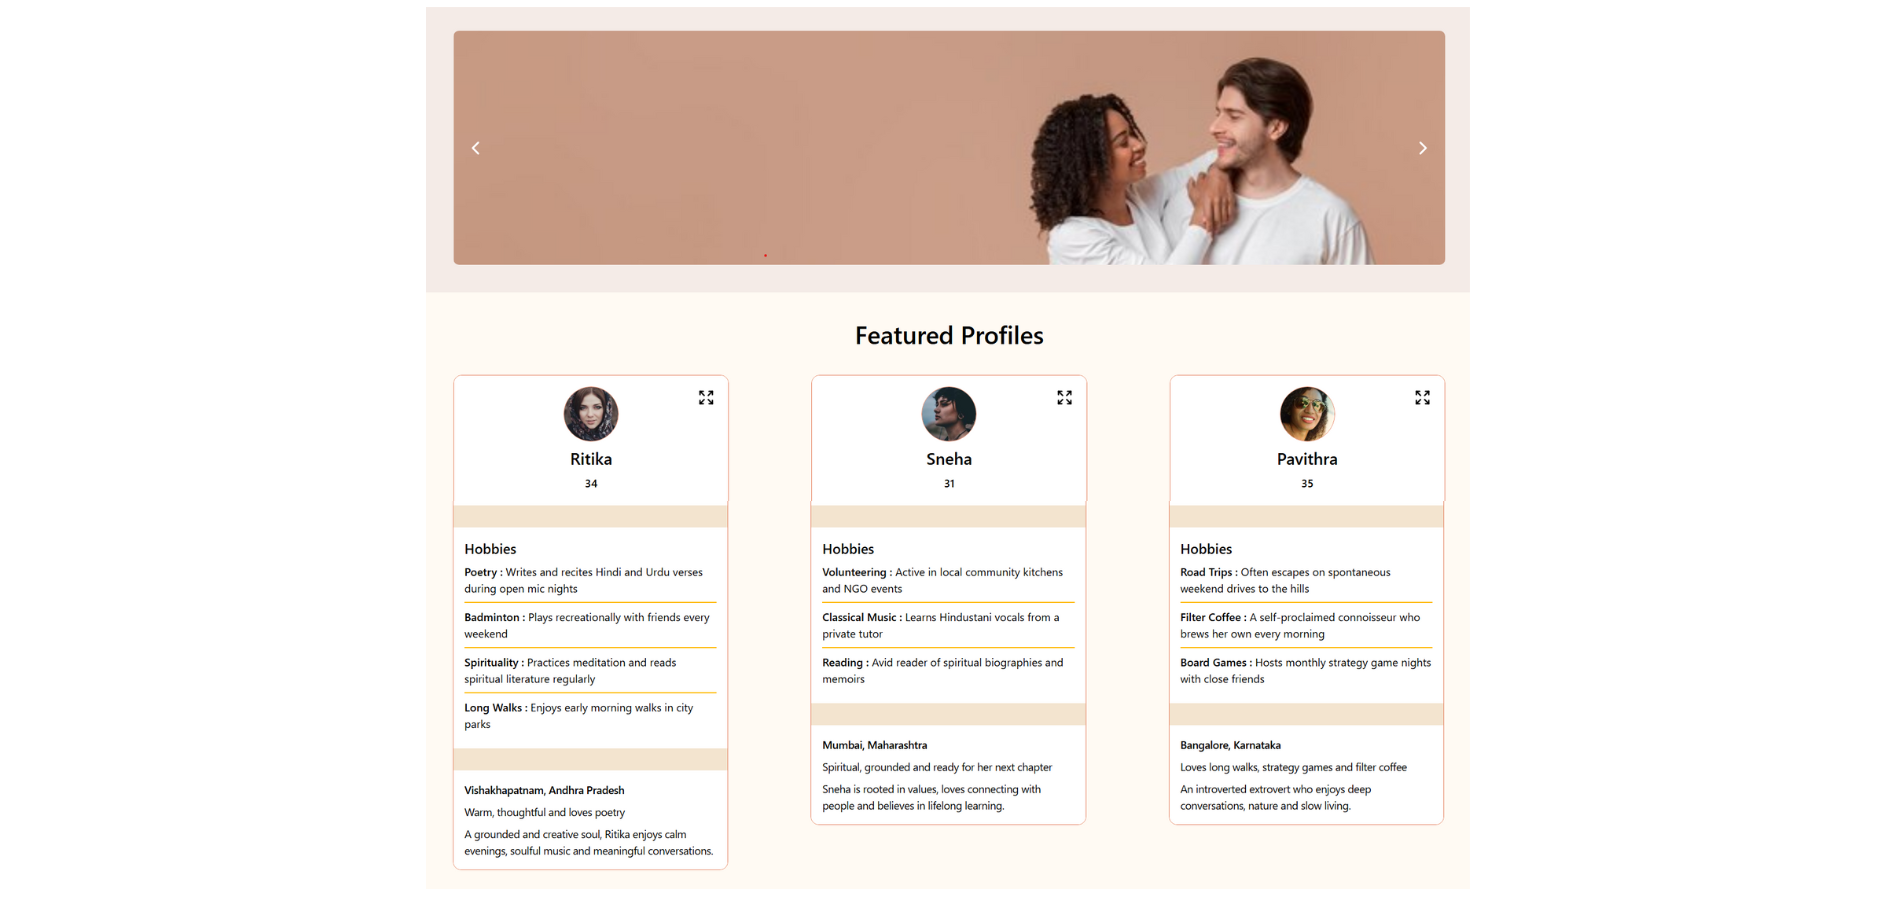 Featured Profiles
Ritika
34
Hobbies
Poetry : Writes and recites Hindi and Urdu verses
during open mic nights
Badminton : Plays recreationally with friends every
weekend
Spirituality : Practices meditation and reads
spiritual literature regularly
Long Walks : Enjoys early morning walks in city
parks
Vishakhapatnam, Andhra Pradesh
Warm, thoughtful and loves poetry
A grounded and creative soul, Ritika enjoys calm
evenings, soulful music and meaningful conversations.
Sneha
31
Hobbies
Volunteering : Active in local community kitchens
and NGO events
Classical Music : Learns Hindustani vocals from a
private tutor
Reading : Avid reader of spiritual biographies and
memoirs
Mumbai, Maharashtra
Spiritual, grounded and ready for her next chapter
Sneha is rooted in values, loves connecting with
people and believes in lifelong learning.
Pavithra
35
Hobbies
Road Trips : Often escapes on spontaneous
weekend drives to the hills
Filter Coffee : A self-proclaimed connoisseur who
brews her own every morning
Board Games : Hosts monthly strategy game nights
with close friends
Bangalore, Karnataka
Loves long walks, strategy games and filter coffee
An introverted extrovert who enjoys deep
conversations, nature and slow living.